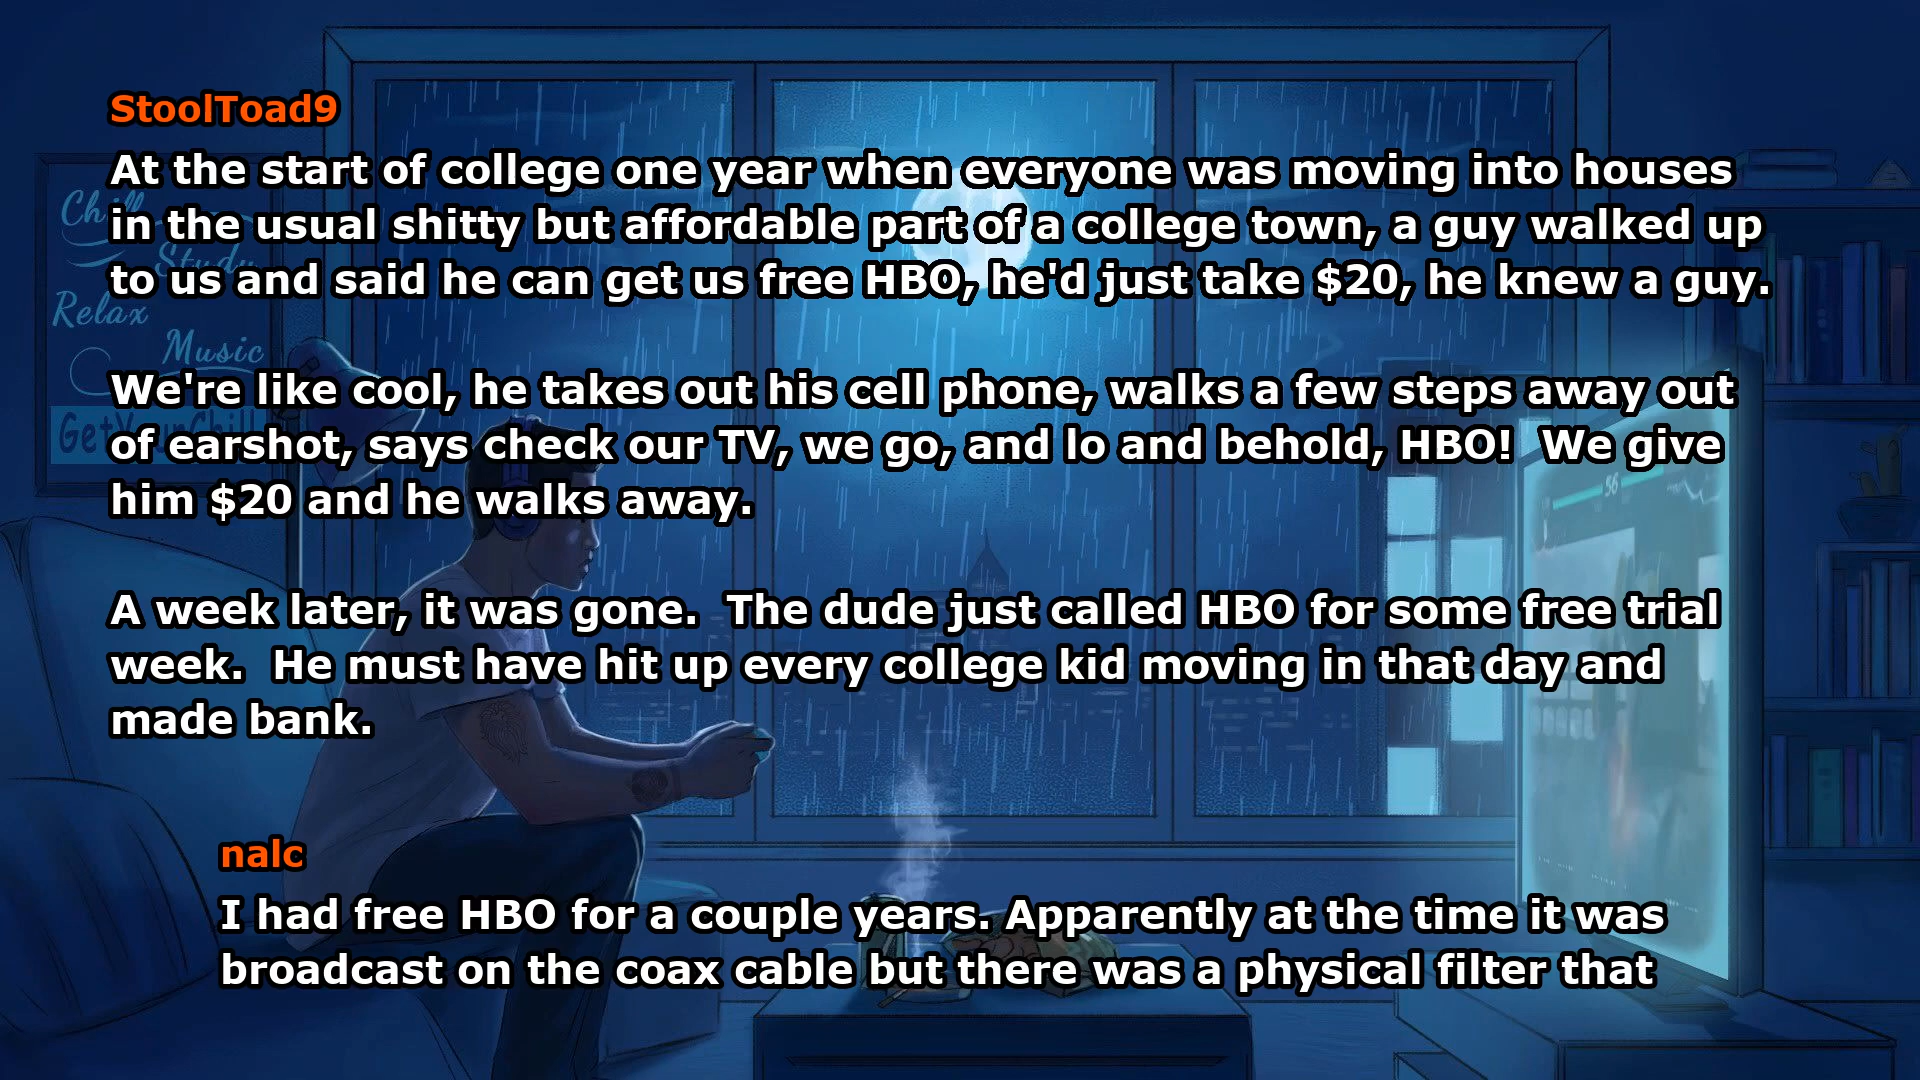 StoolToad9
At the start of college one year when everyone was moving into houses
in the usual shitty but affordable part of a college town, a guy walked up
to us and said he can get us free HBO, he'd just take $20, he knew a guy.
We're like cool, he takes out his cell phone, walks a few steps away out
of earshot, says check our TV, we go, and lo and behold, HBO!  We give
him $20 and he walks away.
A week later, it was gone.  The dude just called HBO for some free trial
week.  He must have hit up every college kid moving in that day and
made bank.
nalc
I had free HBO for a couple years. Apparently at the time it was
broadcast on the coax cable but there was a physical filter that
Chill
Study
Relax
Music
GetYourChill
56